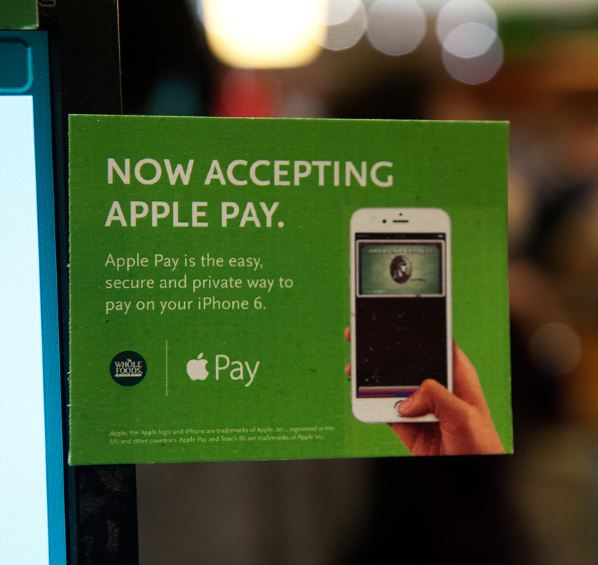 NOW ACCEPTING
APPLE PAY.
Apple Pay is the easy,
secure and private way to
pay on your iPhone 6.
WHOLE
FOODS
Pay
Apple, the Apple logo and iPhone are trademarks of Apple, Inc., registered in the
US and other countries. Apple Pay and Touch ID are trademarks of Apple Inc.